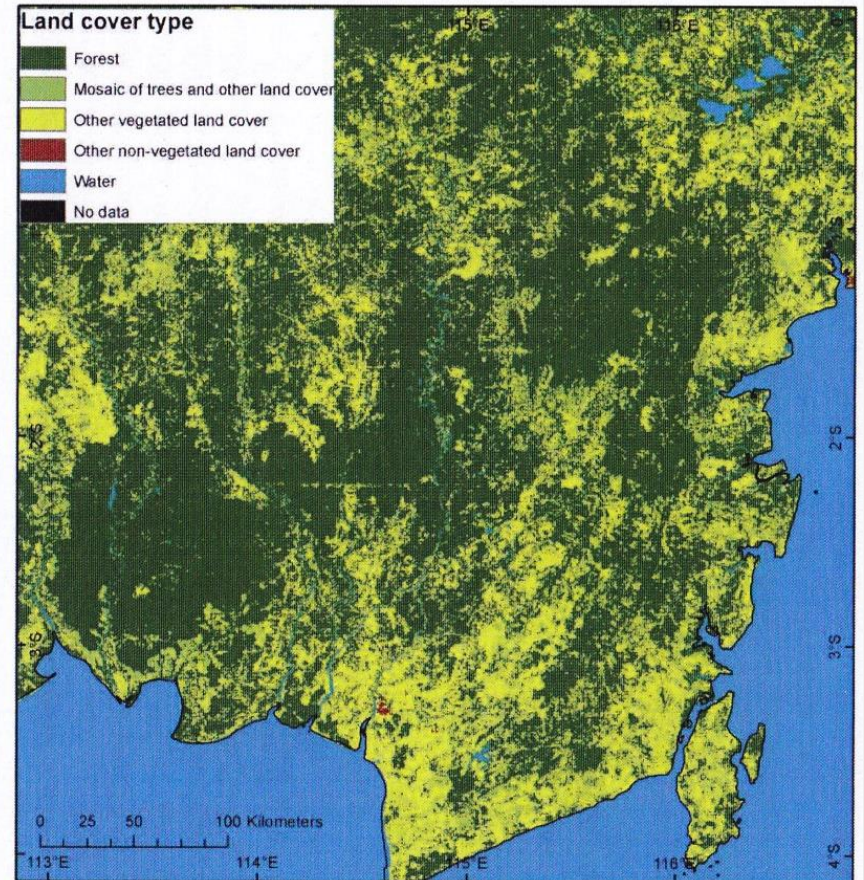 Land cover type
Forest
Mosaic of trees and other land cover
Other vegetated land cover
Other non-vegetated land cover
Water
No data
115°E
116°E
2°S
2°S
3°S
3°S
0 25 50 100 Kilometers
113°E
114°E
115°E
116°E
4°S